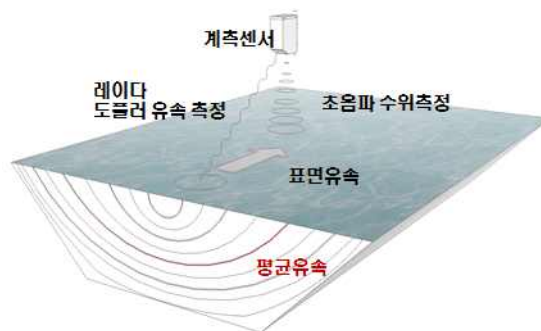 계측센서
레이다
도플러 유속 측정
초음파 수위측정
표면유속
평균유속